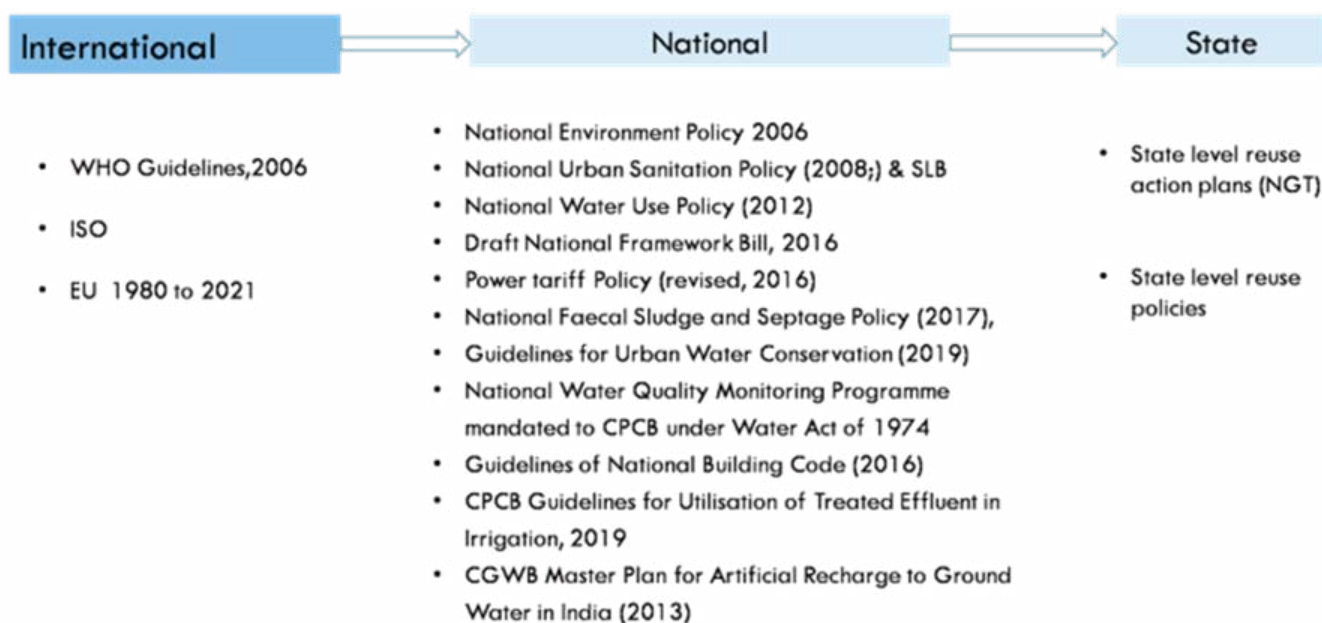 International
National
State
• WHO Guidelines,2006
• ISO
• EU 1980 to 2021
• National Environment Policy 2006
• National Urban Sanitation Policy (2008;) & SLB
• National Water Use Policy (2012)
• Draft National Framework Bill, 2016
• Power tariff Policy (revised, 2016)
• National Faecal Sludge and Septage Policy (2017),
• Guidelines for Urban Water Conservation (2019)
• National Water Quality Monitoring Programme
mandated to CPCB under Water Act of 1974
• Guidelines of National Building Code (2016)
• CPCB Guidelines for Utilisation of Treated Effluent in
Irrigation, 2019
• CGWB Master Plan for Artificial Recharge to Ground
Water in India (2013)
• State level reuse
action plans (NGT)
• State level reuse
policies